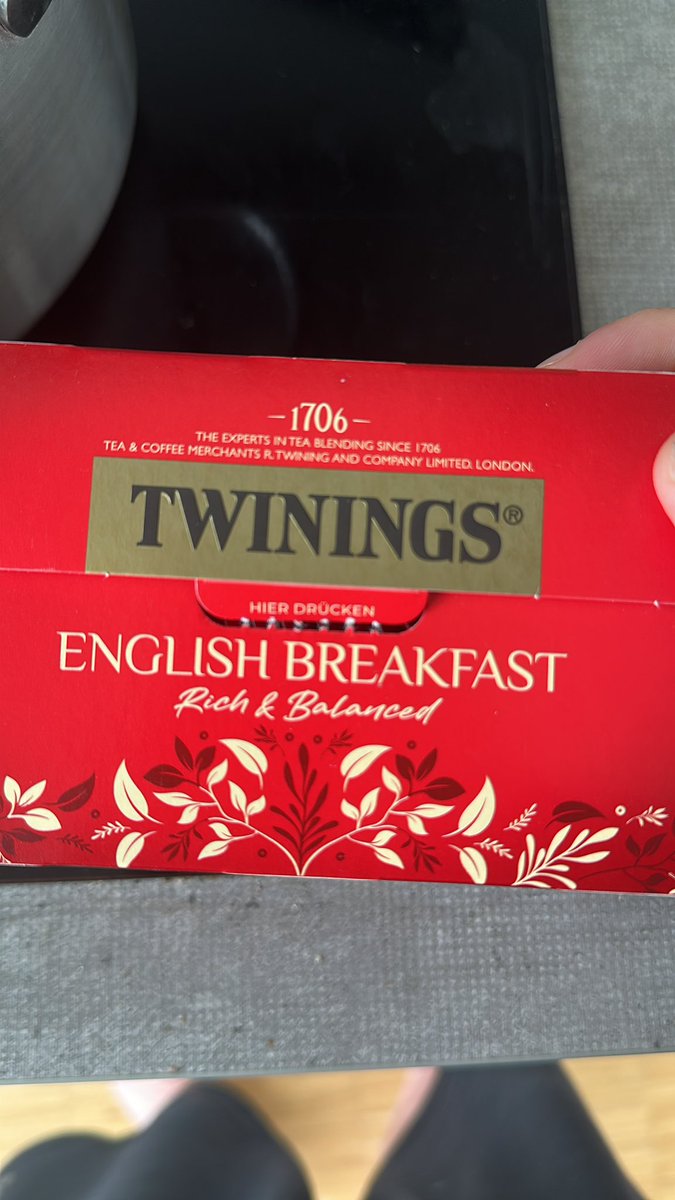 -1706-
THE EXPERTS IN TEA BLENDING SINCE 1706
TEA & COFFEE MERCHANTS R. TWINING AND COMPANY LIMITED. LONDON.
TWININGS®
HIER DRÜCKEN
ENGLISH BREAKFAST
Rich & Balanced